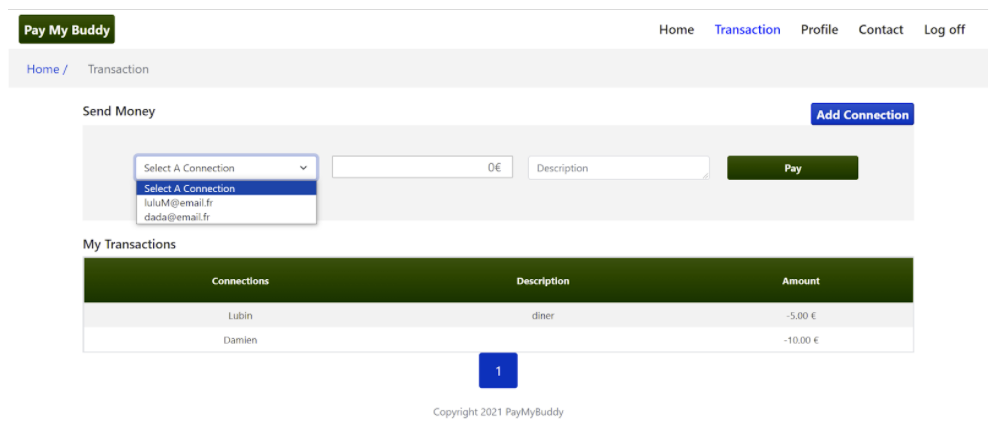 Pay My Buddy Home Transaction Profile Contact Log off
Home / Transaction
Send Money Add Connection
Select A Connection 0€ Description Pay
Select A Connection
luluM@email.fr
dada@email.fr
My Transactions
Connections Description Amount
Lubin diner -5.00 €
Damien -10.00 €
1
Copyright 2021 PayMyBuddy